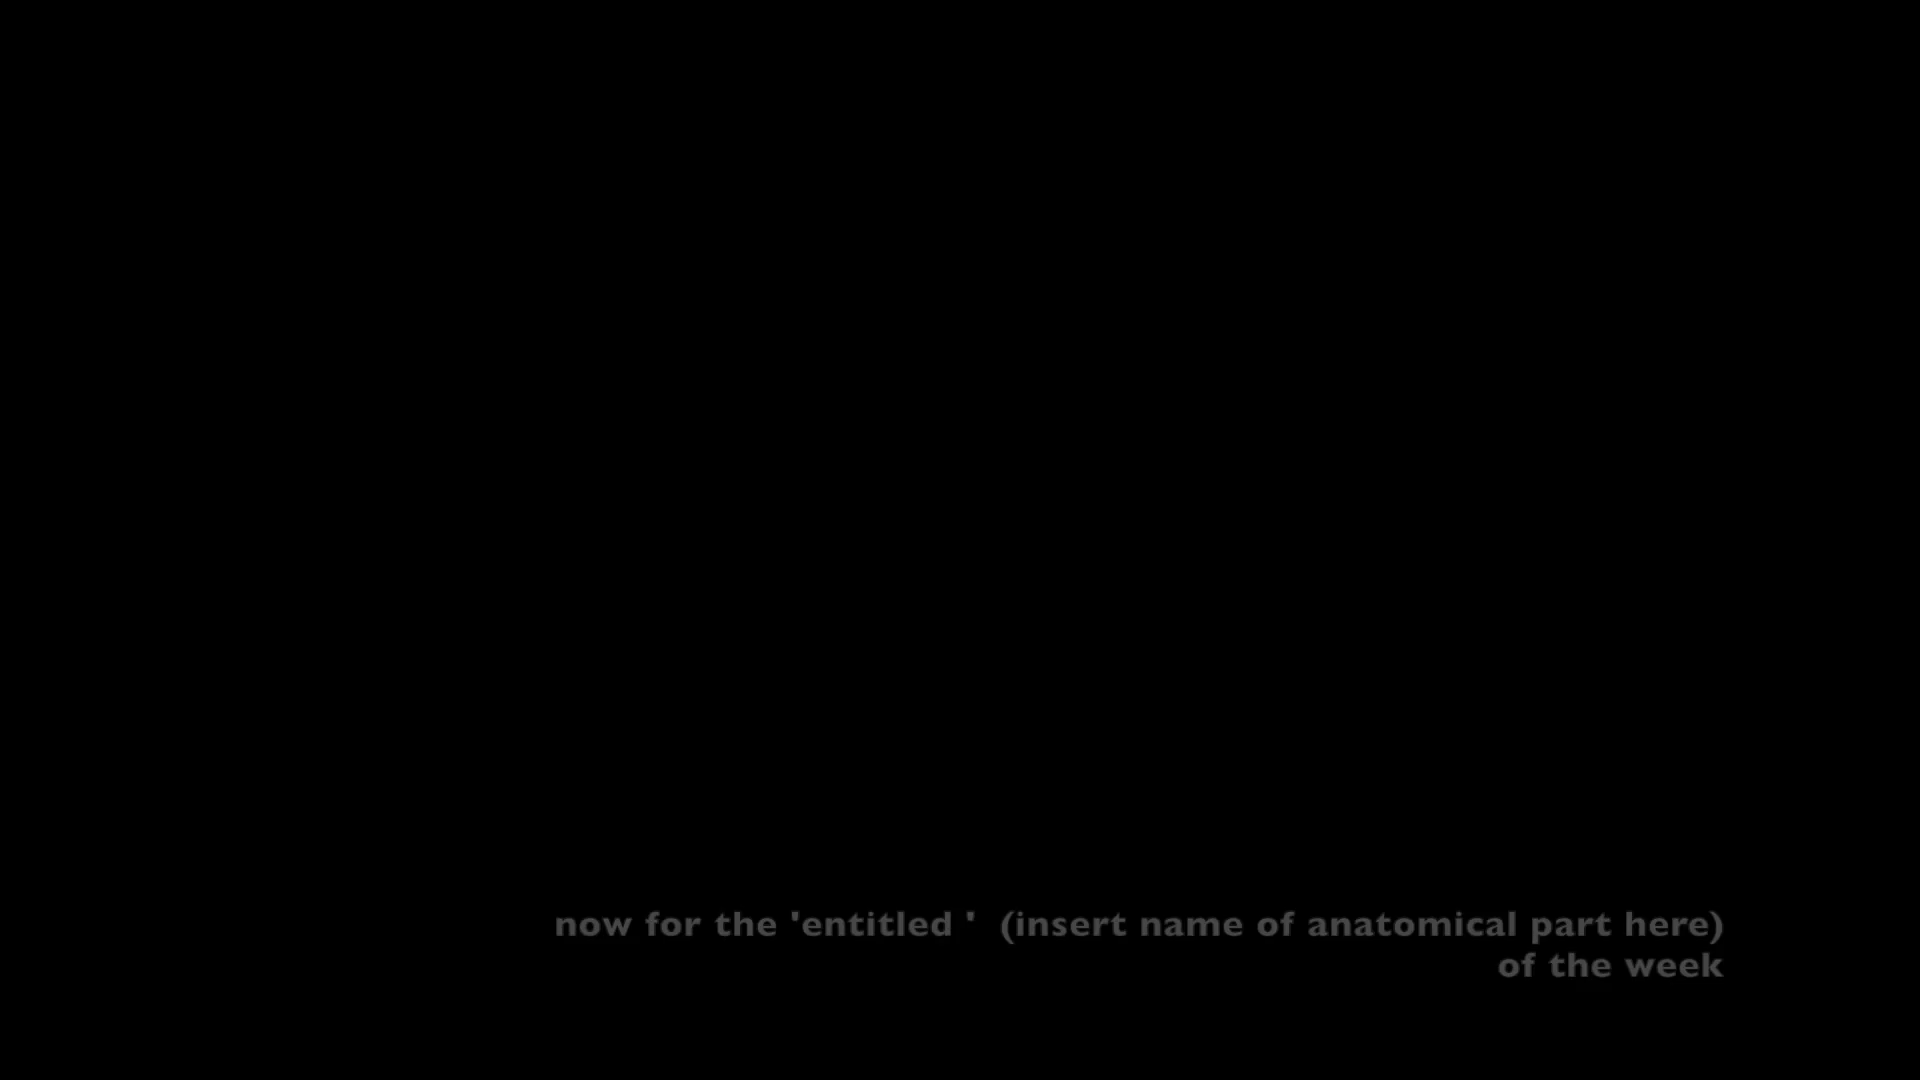 now for the 'entitled '  (insert name of anatomical part here)
of the week